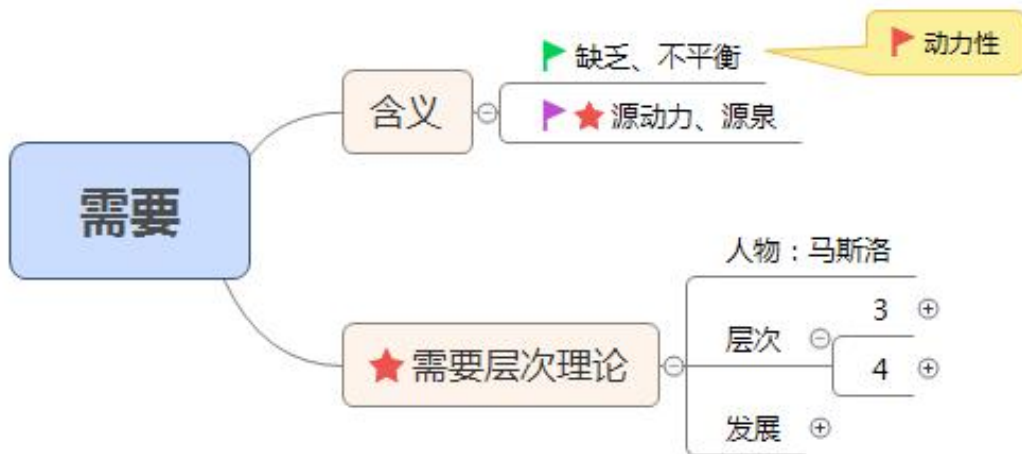 需要
含义
缺乏、不平衡
动力性
源动力、源泉
需要层次理论
人物：马斯洛
层次
3
4
发展